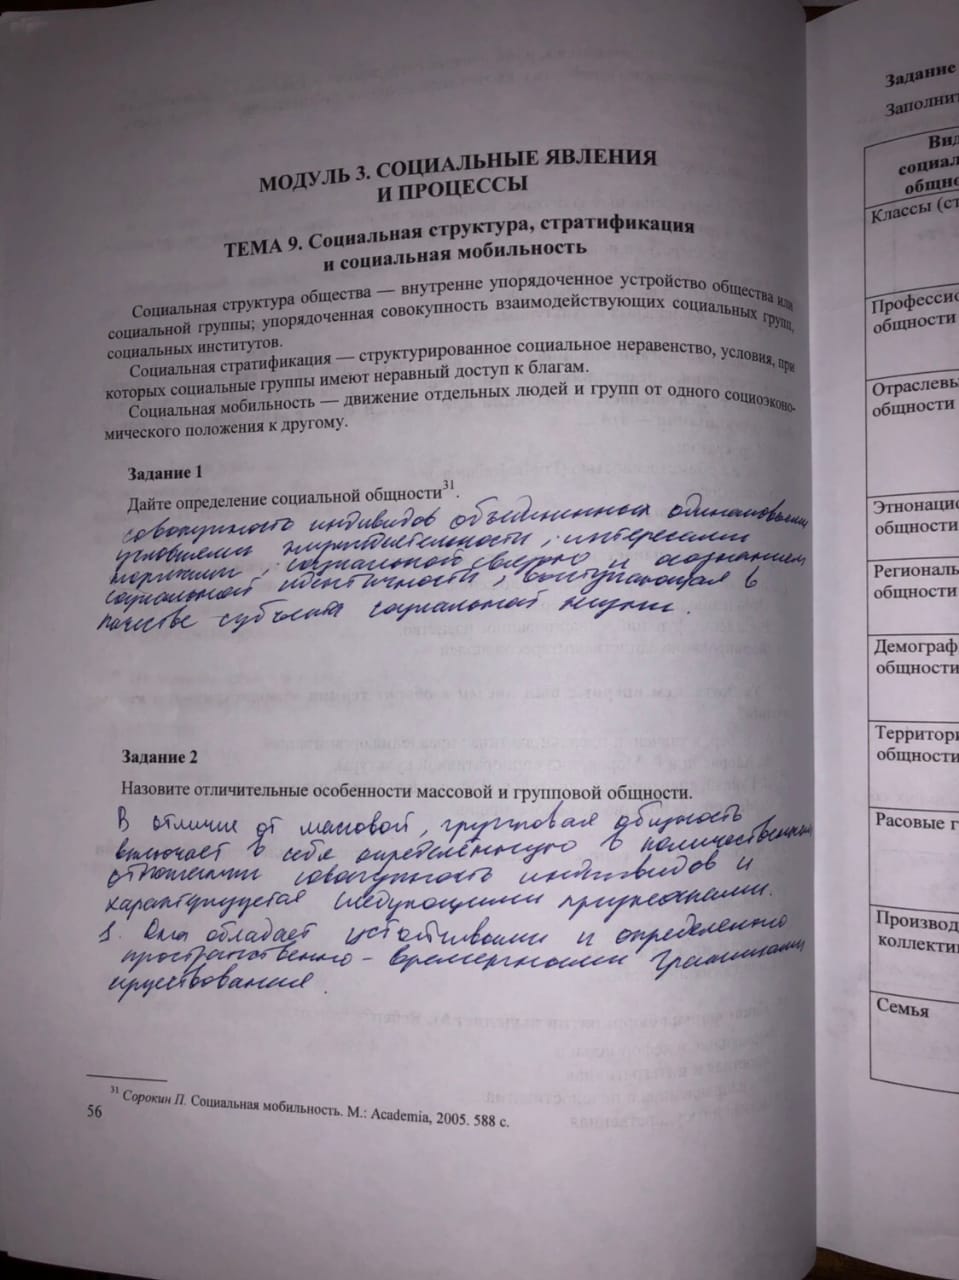 МОДУЛЬ 3. СОЦИАЛЬНЫЕ ЯВЛЕНИЯ
И ПРОЦЕССЫ
ТЕМА 9. Социальная структура, стратификация
и социальная мобильность
Социальная структура общества — внутренне упорядоченное устройство общества или
социальной группы; упорядоченная совокупность взаимодействующих социальных групп,
социальных институтов.
Социальная стратификация — структурированное социальное неравенство, условия, при
которых социальные группы имеют неравный доступ к благам.
Социальная мобильность — движение отдельных людей и групп от одного социоэконо-
мического положения к другому.
Задание 1
Дайте определение социальной общности31.
совокупность индивидов объединенных одинаковыми
условиями жизнедеятельности, интересами
нормами, социальной связью и осознанием
социальной идентичности, выступающая в
качестве субъекта социальной жизни.
Задание 2
Назовите отличительные особенности массовой и групповой общности.
В отличие от массовой, групповая общность
включает в себя определенную в количественном
отношении совокупность индивидов и
характеризуется следующими признаками.
1. Она обладает устойчивыми и определенно
пространственно-временными границами
существования.
31 Сорокин П. Социальная мобильность. М.: Academia, 2005. 588 с.
56
Задание
Заполнит
Вид
социал
общно
Классы (ст
Профессио
общности
Отраслевы
общности
Этнонацио
общности
Региональ
общности
Демограф
общности
Территори
общности
Расовые г
Производ
коллекти
Семья